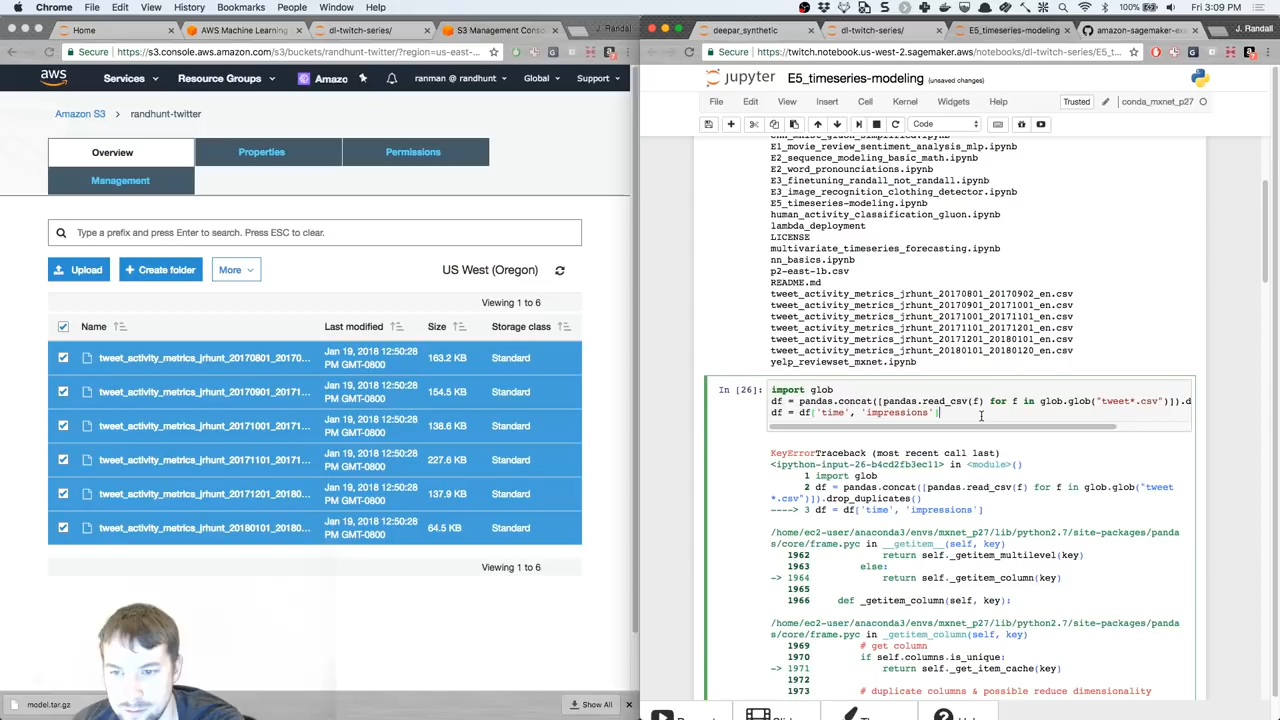 Chrome File Edit View History Bookmarks People Window Help
100% Fri 3:09 PM
Home
AWS Machine Learning
dl-twitch-series/
S3 Management Con
J. Randall
Secure https://s3.console.aws.amazon.com/s3/buckets/randhunt-twitter/?region=us-east-
aws
Services
Resource Groups
Amazo
ranman @ randhunt
Global
Support
Amazon S3
randhunt-twitter
Overview
Properties
Permissions
Management
Type a prefix and press Enter to search. Press ESC to clear.
Upload
Create folder
More
US West (Oregon)
Viewing 1 to 6
Name
Last modified
Size
Storage class
tweet_activity_metrics_jrhunt_20170801_20170... Jan 19, 2018 12:50:28 PM GMT-0800 163.2 KB Standard
tweet_activity_metrics_jrhunt_20170901_20171... Jan 19, 2018 12:50:28 PM GMT-0800 154.5 KB Standard
tweet_activity_metrics_jrhunt_20171001_20171... Jan 19, 2018 12:50:28 PM GMT-0800 138.6 KB Standard
tweet_activity_metrics_jrhunt_20171101_20171... Jan 19, 2018 12:50:28 PM GMT-0800 227.6 KB Standard
tweet_activity_metrics_jrhunt_20171201_20180... Jan 19, 2018 12:50:28 PM GMT-0800 137.9 KB Standard
tweet_activity_metrics_jrhunt_20180101_20180... Jan 19, 2018 12:50:28 PM GMT-0800 64.5 KB Standard
Viewing 1 to 6
model.tar.gz
Show All
deepar_synthetic
dl-twitch-series/
E5_timeseries-modeling
amazon-sagemaker-ex
J. Randall
Secure https://twitch.notebook.us-west-2.sagemaker.aws/notebooks/dl-twitch-series/E5_t
jupyter E5_timeseries-modeling (unsaved changes)
File Edit View Insert Cell Kernel Widgets Help
Trusted
conda_mxnet_p27
Code
E1_movie_review_sentiment_analysis_mlp.ipynb
E2_sequence_modeling_basic_math.ipynb
E2_word_pronounciations.ipynb
E3_finetuning_randall_not_randall.ipynb
E3_image_recognition_clothing_detector.ipynb
E5_timeseries-modeling.ipynb
human_activity_classification_gluon.ipynb
lambda_deployment
LICENSE
multivariate_timeseries_forecasting.ipynb
nn_basics.ipynb
p2-east-1b.csv
README.md
tweet_activity_metrics_jrhunt_20170801_20170902_en.csv
tweet_activity_metrics_jrhunt_20170901_20171001_en.csv
tweet_activity_metrics_jrhunt_20171001_20171101_en.csv
tweet_activity_metrics_jrhunt_20171101_20171201_en.csv
tweet_activity_metrics_jrhunt_20171201_20180101_en.csv
tweet_activity_metrics_jrhunt_20180101_20180120_en.csv
yelp_reviewset_mxnet.ipynb
In [26]: import glob
df = pandas.concat([pandas.read_csv(f) for f in glob.glob("tweet*.csv")]).d
df = df['time', 'impressions']
KeyErrorTraceback (most recent call last)
<ipython-input-26-b4cd2fb3ec11> in <module>()
1 import glob
2 df = pandas.concat([pandas.read_csv(f) for f in glob.glob("tweet
*.csv")]).drop_duplicates()
----> 3 df = df['time', 'impressions']
/home/ec2-user/anaconda3/envs/mxnet_p27/lib/python2.7/site-packages/panda
s/core/frame.pyc in __getitem__(self, key)
1962 return self._getitem_multilevel(key)
1963 else:
-> 1964 return self._getitem_column(key)
1965
1966 def _getitem_column(self, key):
/home/ec2-user/anaconda3/envs/mxnet_p27/lib/python2.7/site-packages/panda
s/core/frame.pyc in _getitem_column(self, key)
1969 # get column
1970 if self.columns.is_unique:
-> 1971 return self._get_item_cache(key)
1972
1973 # duplicate columns & possible reduce dimensionality